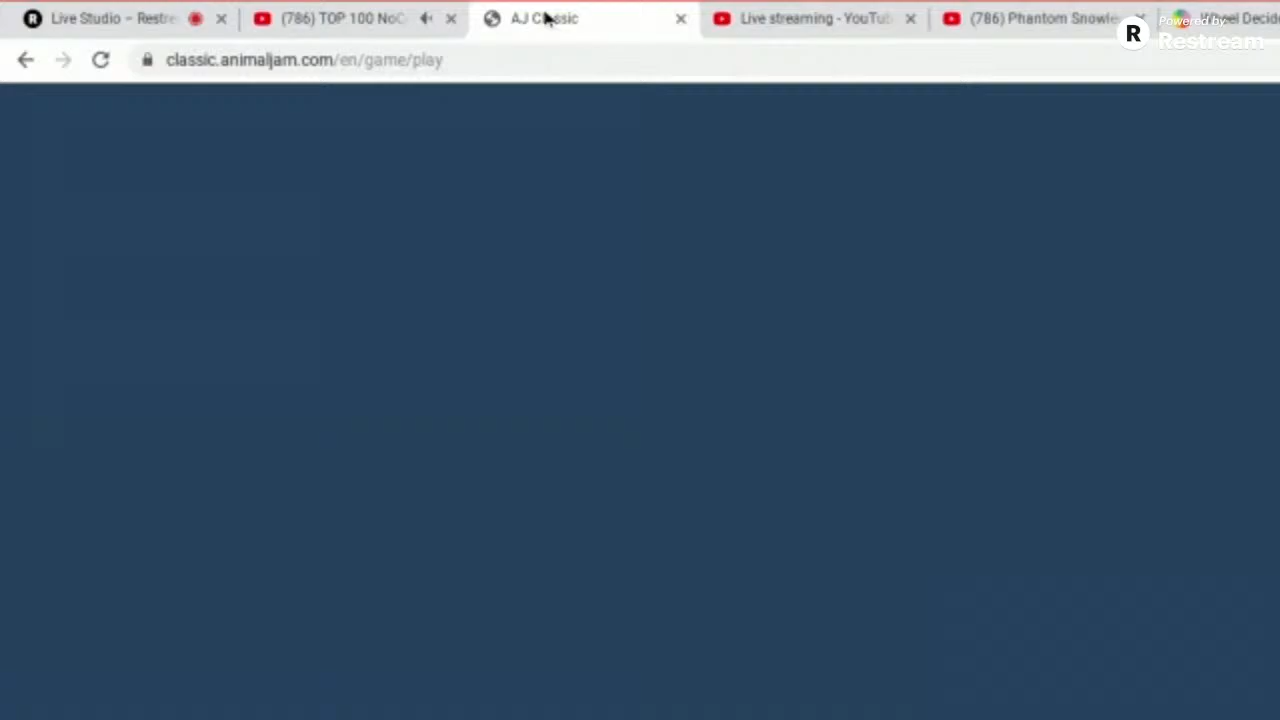 Live Studio – Restre
(786) TOP 100 NoC
AJ Classic
Live streaming - YouTub
(786) Phantom Snowle
Wheel Decid
Powered by
Restream
classic.animaljam.com/en/game/play